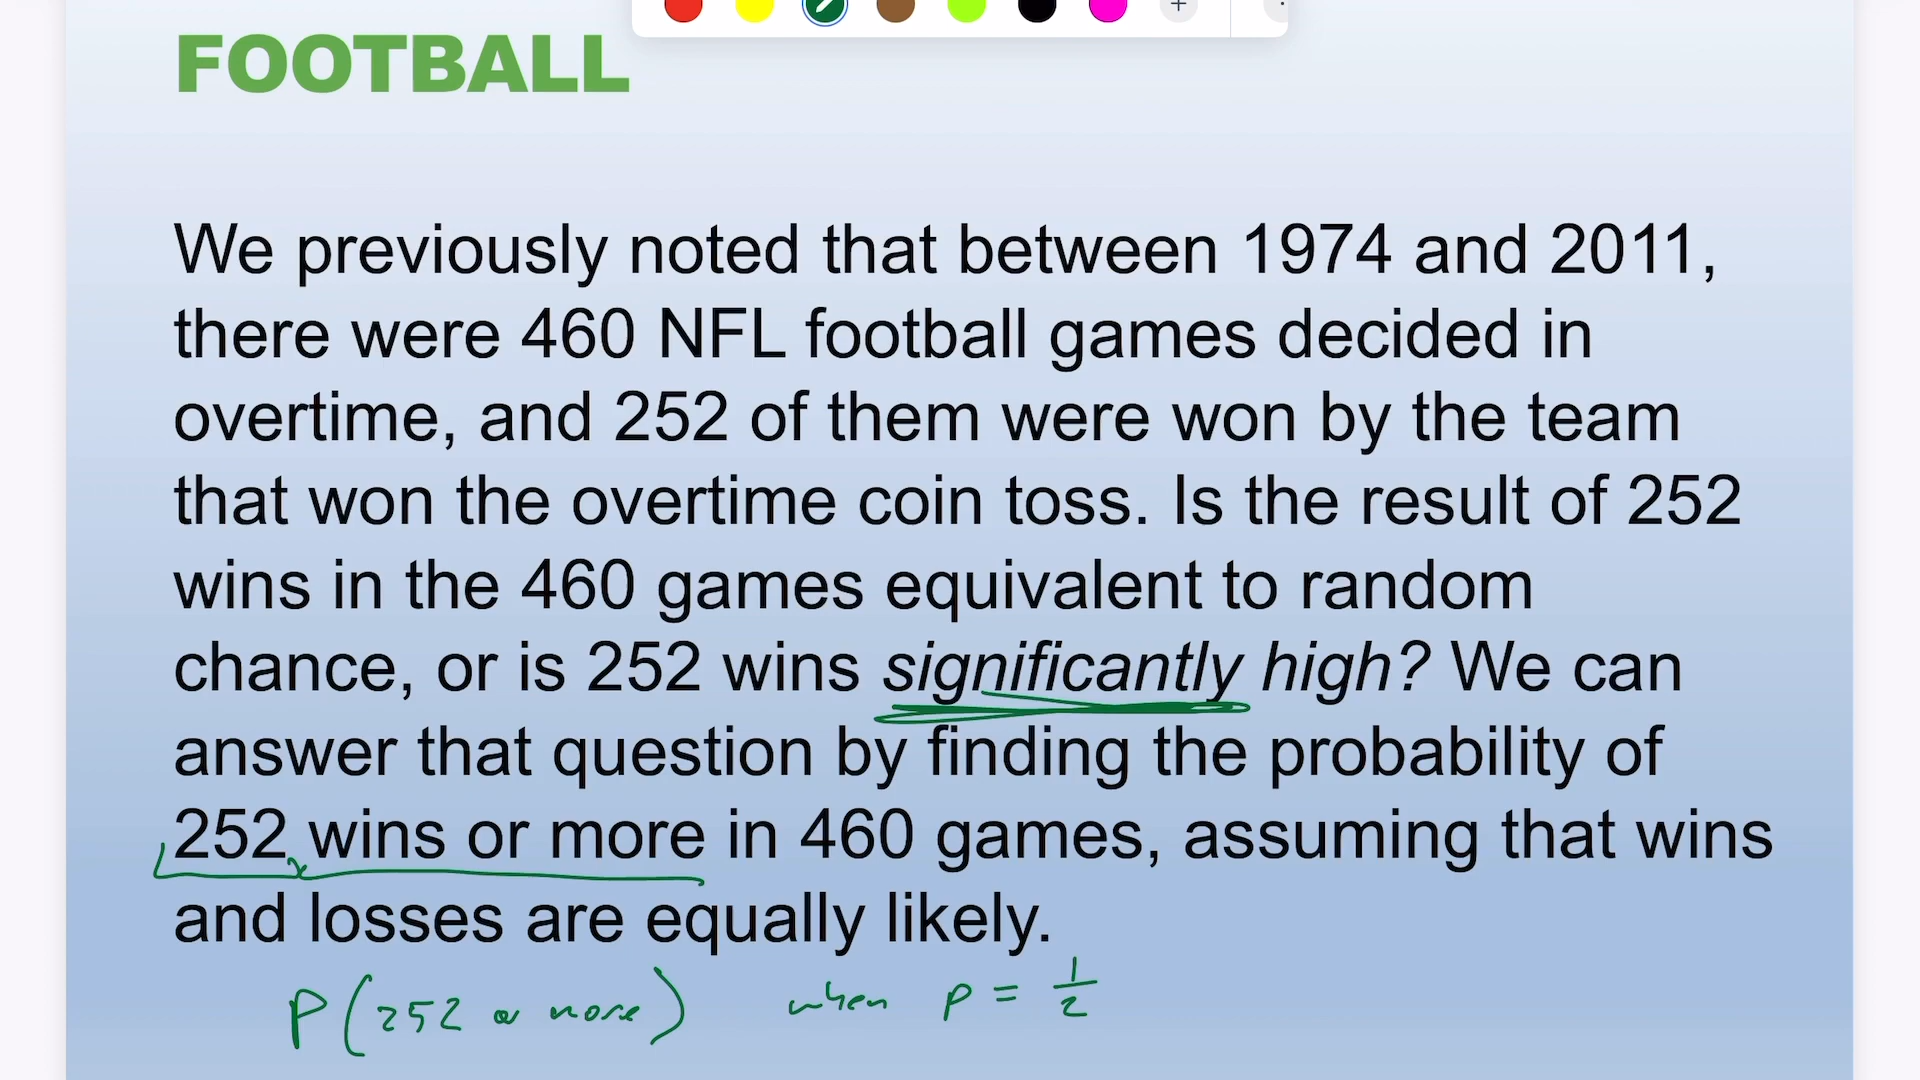 FOOTBALL
We previously noted that between 1974 and 2011,
there were 460 NFL football games decided in
overtime, and 252 of them were won by the team
that won the overtime coin toss. Is the result of 252
wins in the 460 games equivalent to random
chance, or is 252 wins significantly high? We can
answer that question by finding the probability of
252 wins or more in 460 games, assuming that wins
and losses are equally likely.
P(252 or more) when p = 1/2